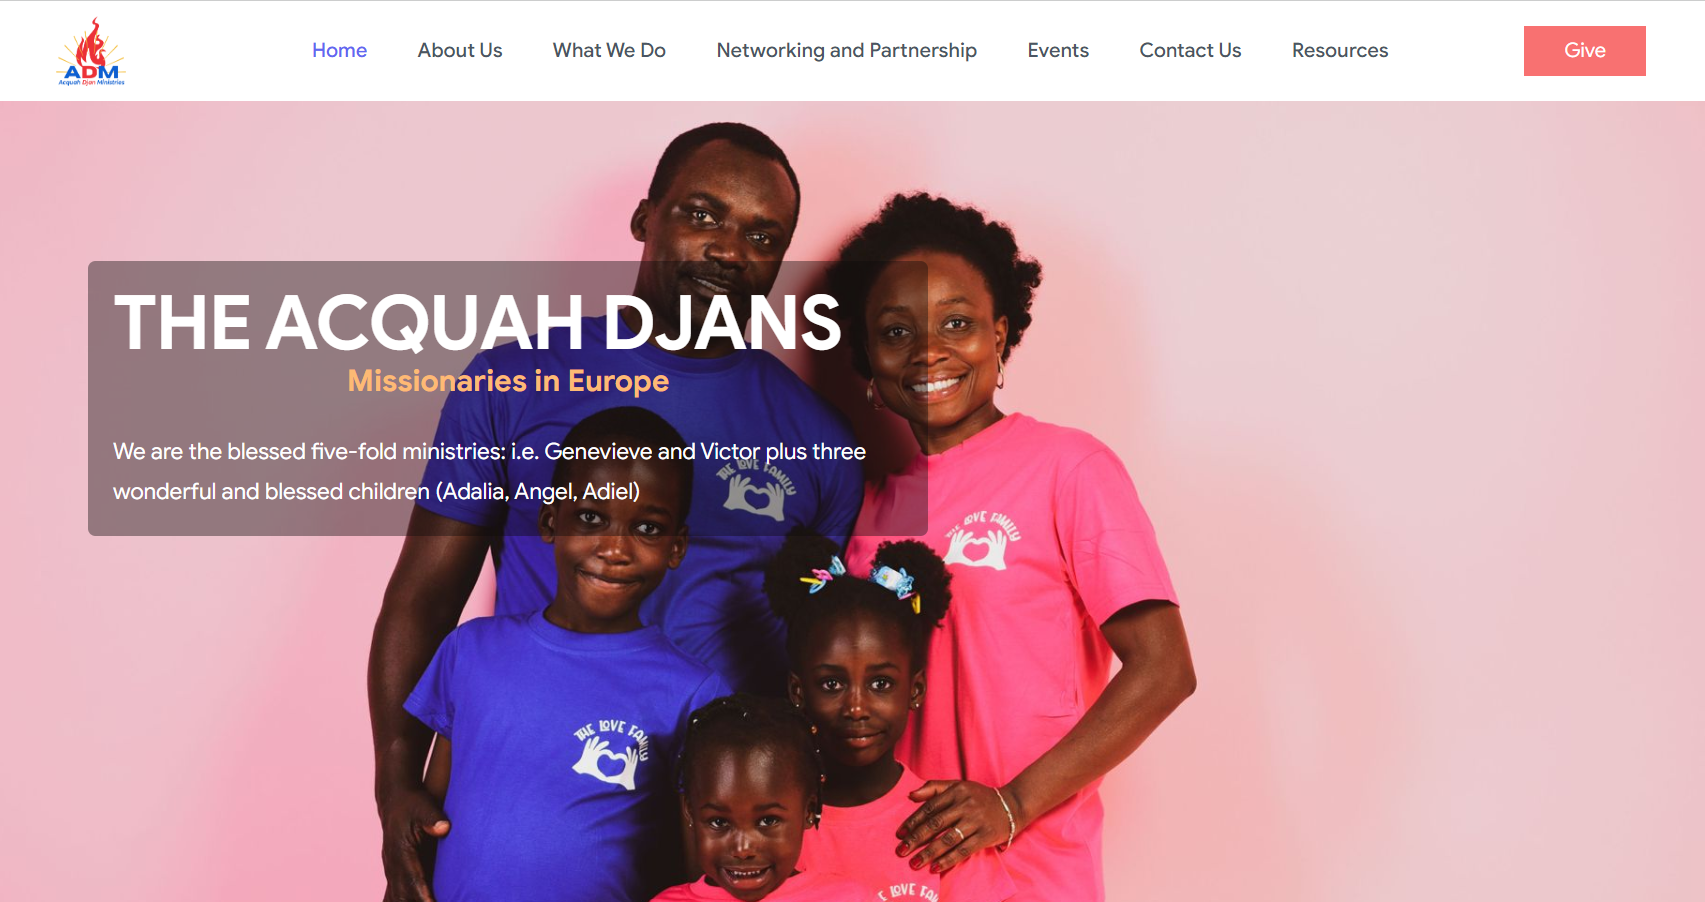 ADM
Acquah Djan Ministries
Home
About Us
What We Do
Networking and Partnership
Events
Contact Us
Resources
Give
THE ACQUAH DJANS
Missionaries in Europe
We are the blessed five-fold ministries: i.e. Genevieve and Victor plus three
wonderful and blessed children (Adalia, Angel, Adiel)
THE LOVE FAMILY
THE LOVE FAMILY
THE LOVE FAMILY
THE LOVE FA